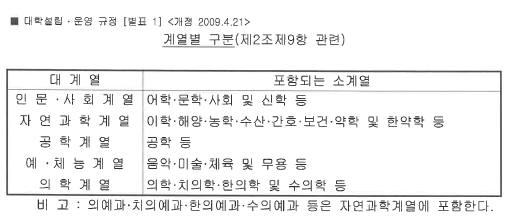 ■ 대학설립·운영 규정 [별표 1] <개정 2009.4.21>
계열별 구분(제2조제9항 관련)
대 계 열 포함되는 소계열
인 문·사 회 계 열 어학·문학·사회 및 신학 등
자 연 과 학 계 열 이학·해양·농학·수산·간호·보건·약학 및 한약학 등
공 학 계 열 공학 등
예·체 능 계 열 음악·미술·체육 및 무용 등
의 학 계 열 의학·치의학·한의학 및 수의학 등
비 고 : 의예과·치의예과·한의예과·수의예과 등은 자연과학계열에 포함한다.